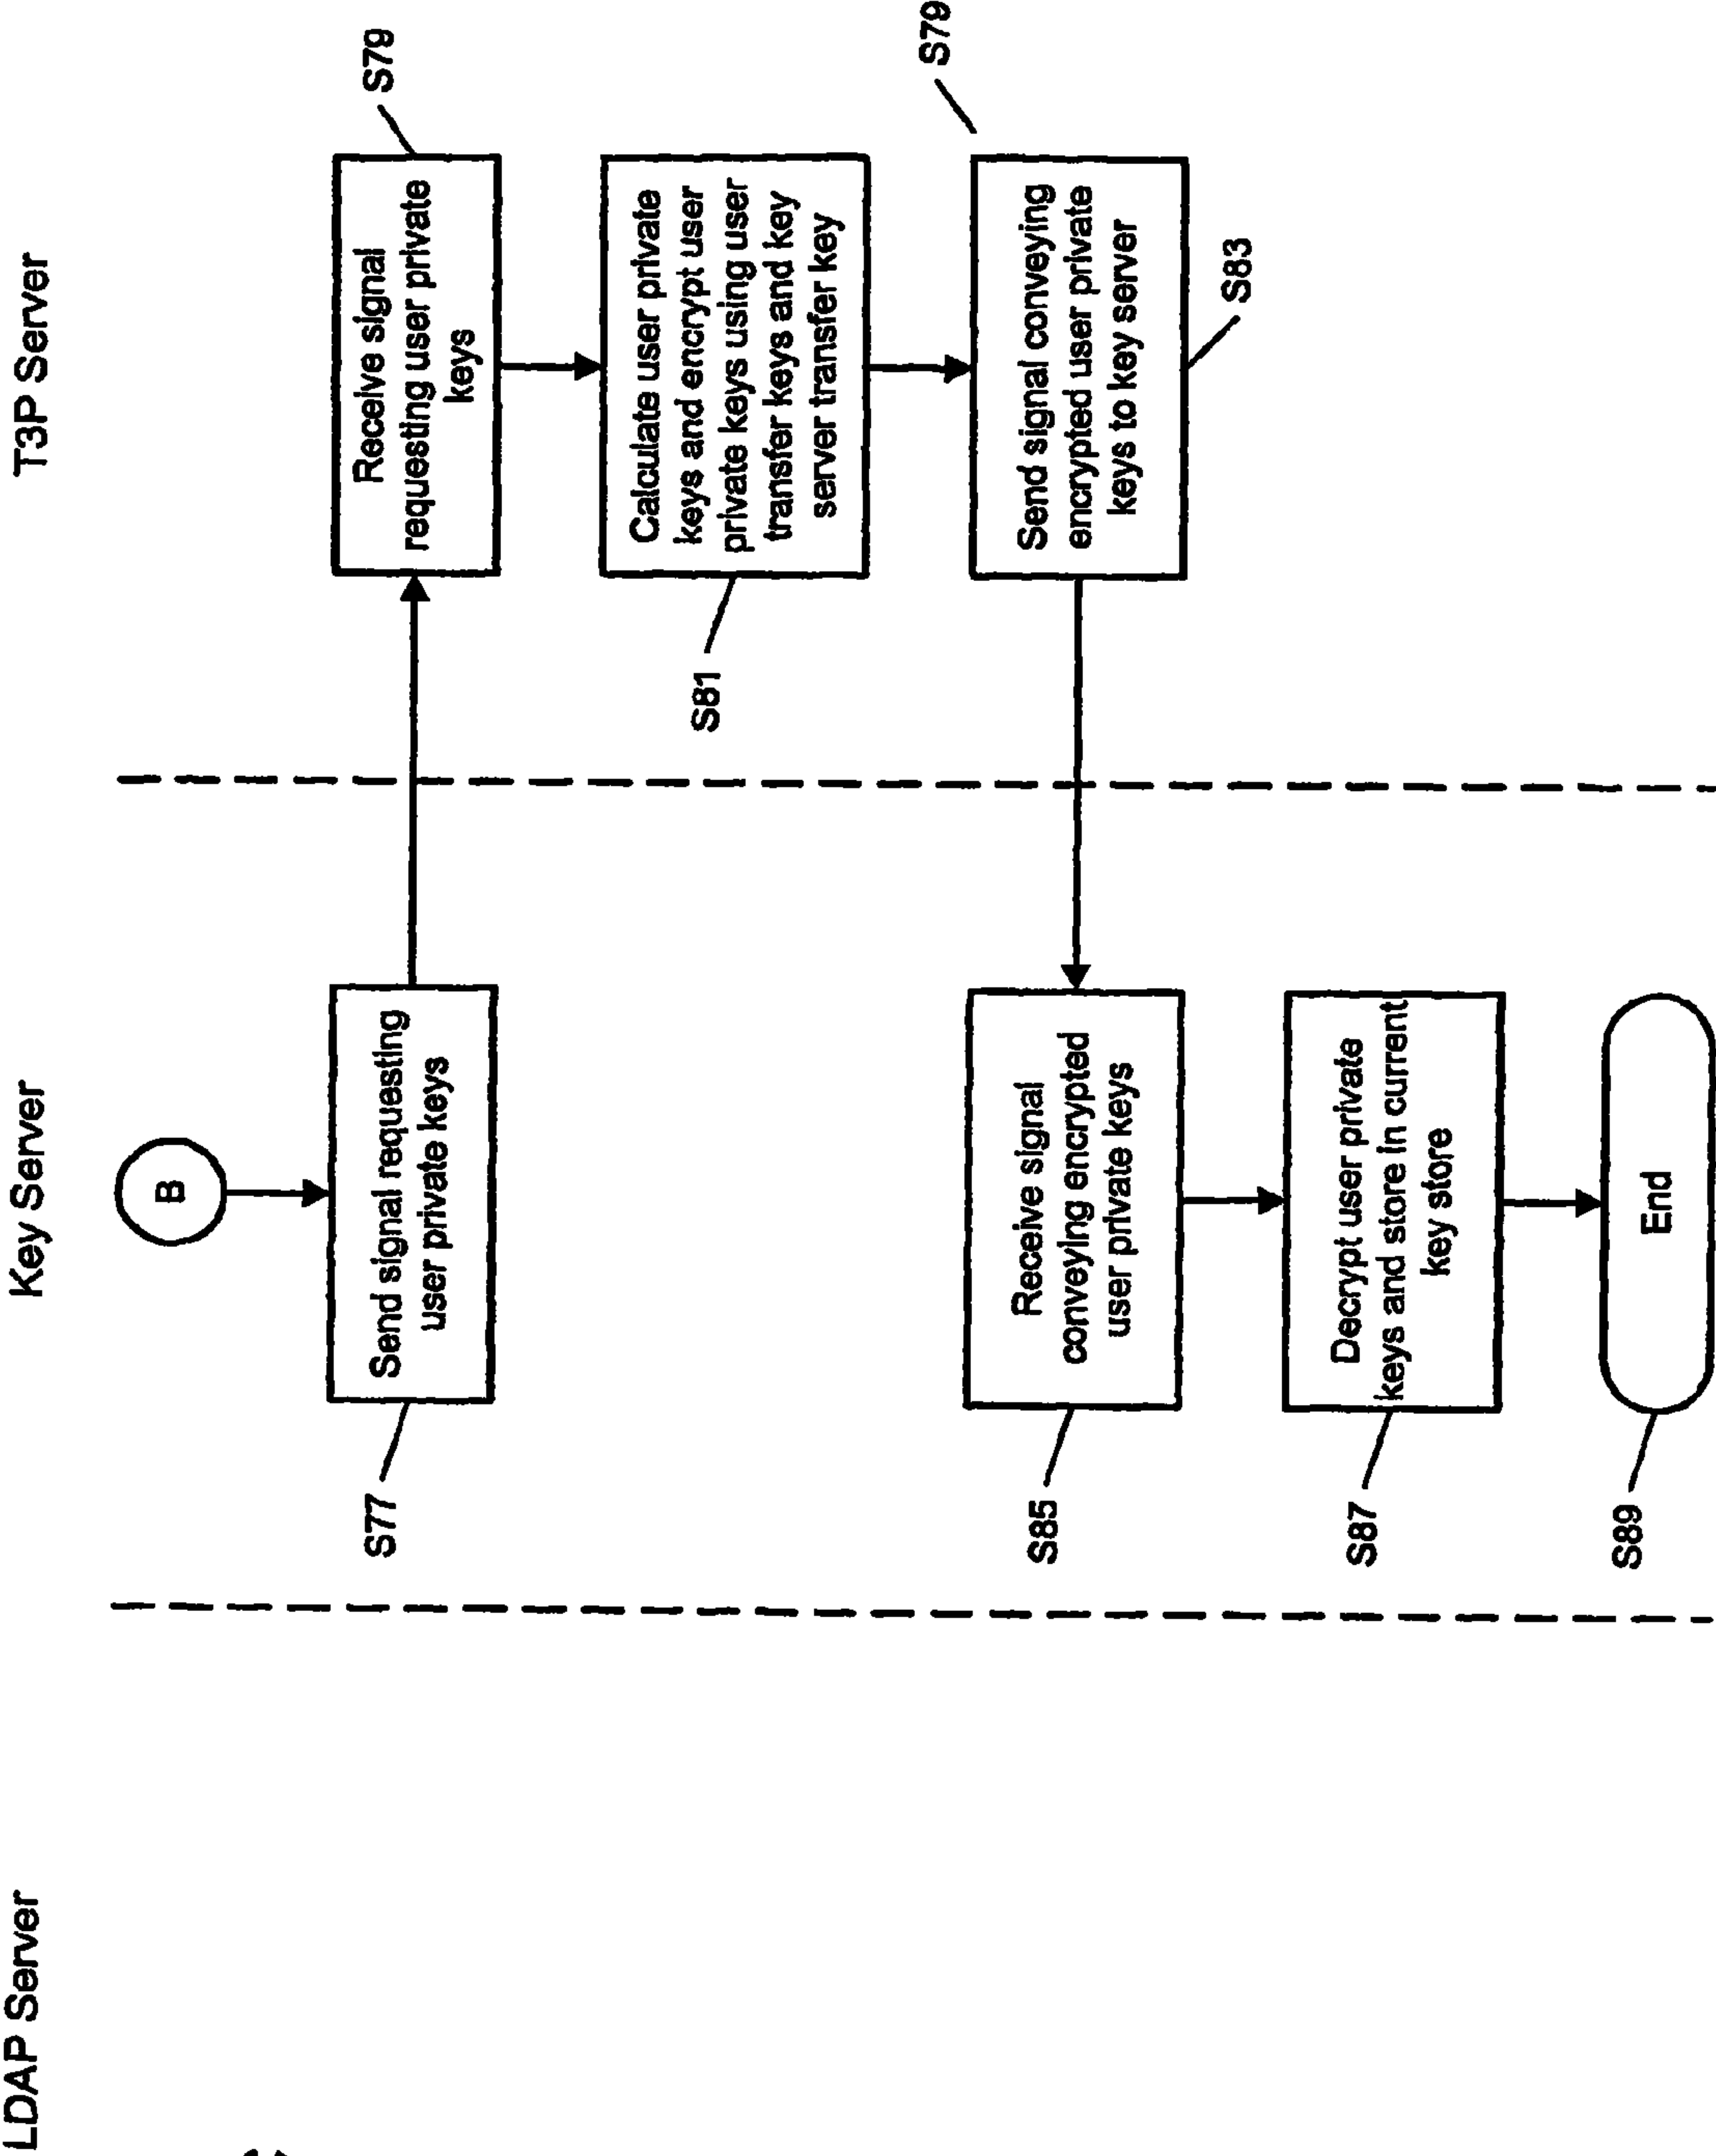 LDAP Server
Key Server
T3P Server
B
S77
Send signal requesting
user private keys
Receive signal
requesting user private
keys
S79
S81
Calculate user private
keys and encrypt user
private keys using user
transfer keys and key
server transfer key
Send signal conveying
encrypted user private
keys to key server
S79
S83
S85
Receive signal
conveying encrypted
user private keys
S87
Decrypt user private
keys and store in current
key store
S89
End